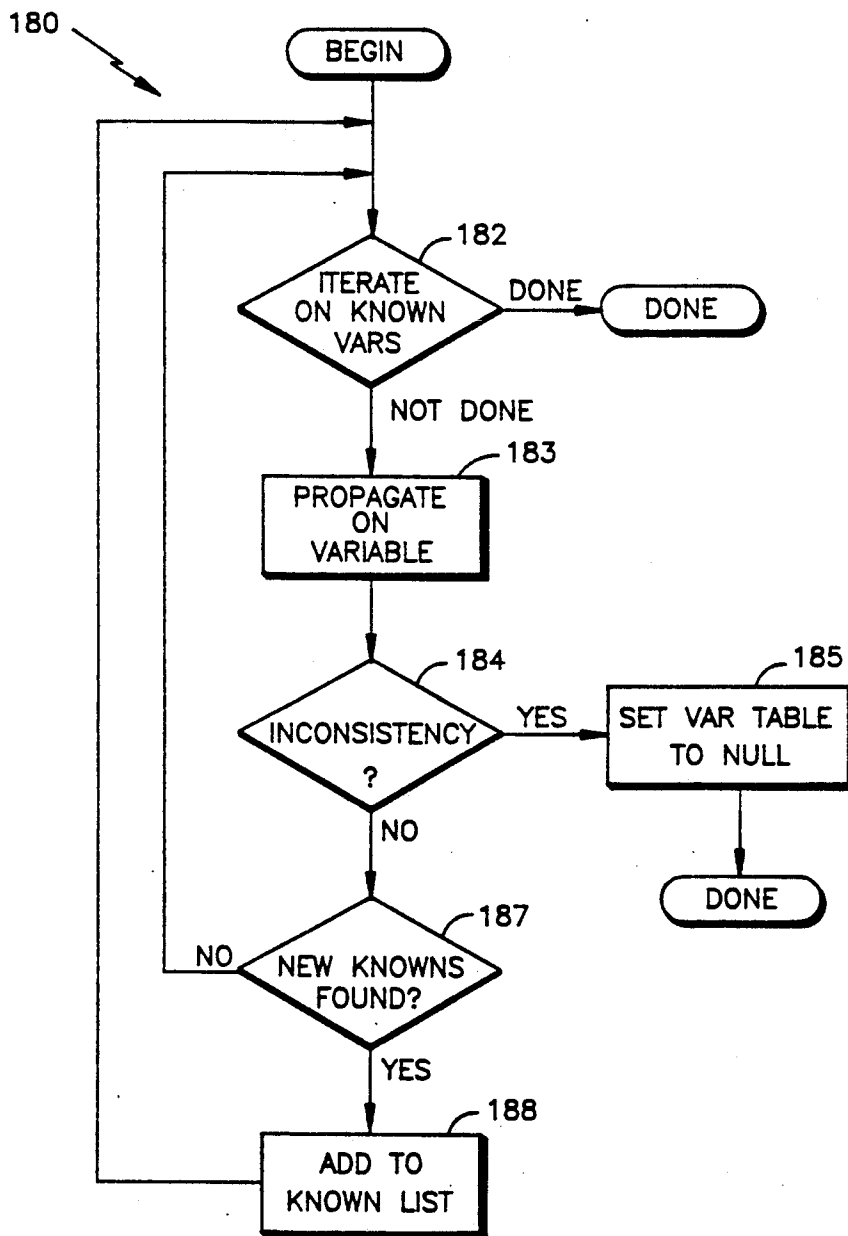 180
BEGIN
182
ITERATE
ON KNOWN
VARS
DONE
DONE
NOT DONE
183
PROPAGATE
ON
VARIABLE
184
INCONSISTENCY
?
YES
185
SET VAR TABLE
TO NULL
NO
DONE
187
NO
NEW KNOWNS
FOUND?
YES
188
ADD TO
KNOWN LIST